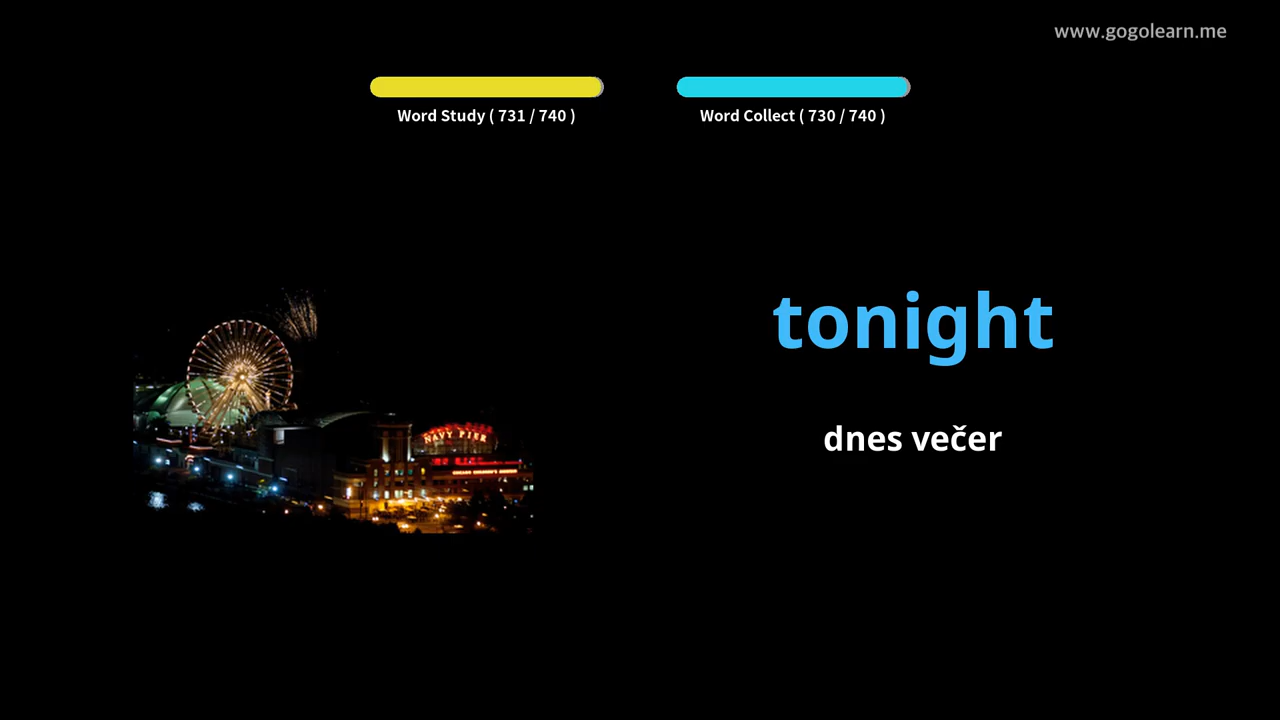 www.gogolearn.me
Word Study ( 731 / 740 )
Word Collect ( 730 / 740 )
tonight
dnes večer
NAVY PIER